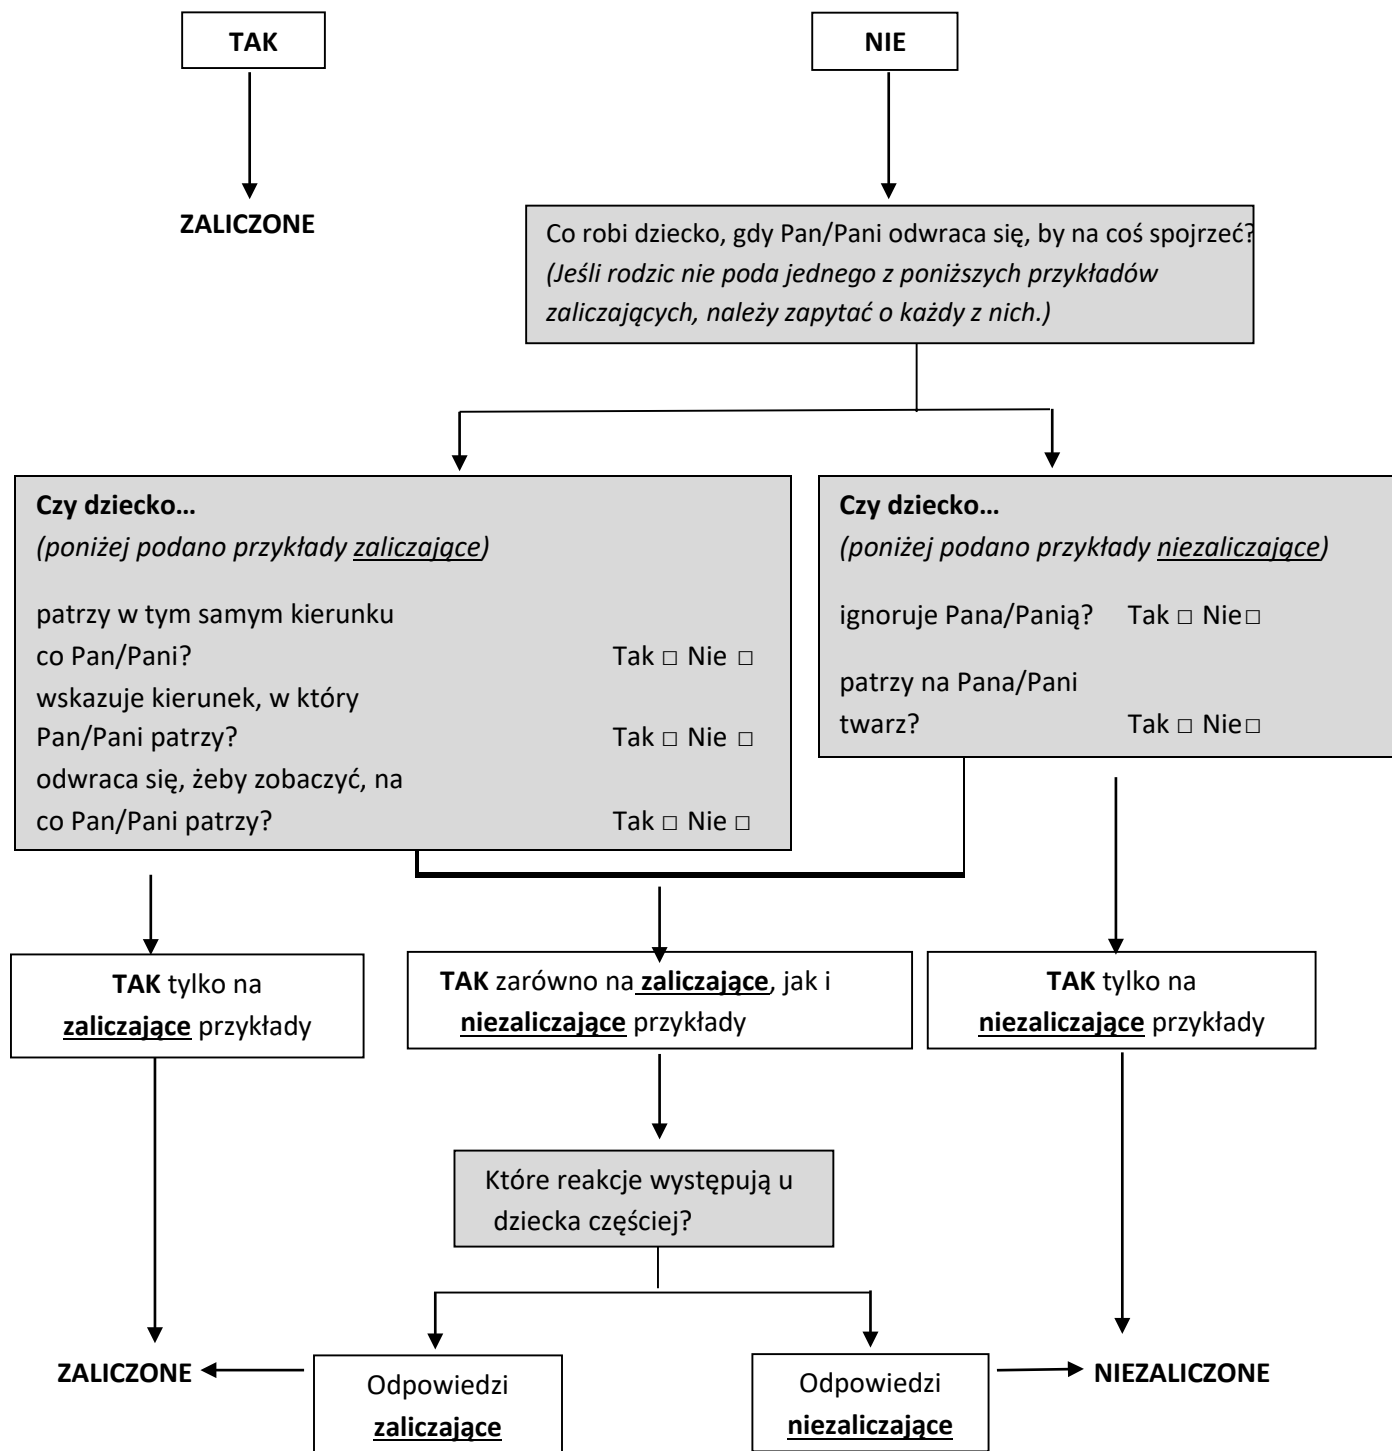 TAK
NIE
ZALICZONE
Co robi dziecko, gdy Pan/Pani odwraca się, by na coś spojrzeć?
(Jeśli rodzic nie poda jednego z poniższych przykładów
zaliczających, należy zapytać o każdy z nich.)
Czy dziecko...
(poniżej podano przykłady zaliczające)
patrzy w tym samym kierunku
co Pan/Pani? Tak □ Nie □
wskazuje kierunek, w który
Pan/Pani patrzy? Tak □ Nie □
odwraca się, żeby zobaczyć, na
co Pan/Pani patrzy? Tak □ Nie □
Czy dziecko...
(poniżej podano przykłady niezaliczające)
ignoruje Pana/Panią? Tak □ Nie□
patrzy na Pana/Pani
twarz? Tak □ Nie□
TAK tylko na
zaliczające przykłady
TAK zarówno na zaliczające, jak i
niezaliczające przykłady
TAK tylko na
niezaliczające przykłady
Które reakcje występują u
dziecka częściej?
ZALICZONE
Odpowiedzi
zaliczające
Odpowiedzi
niezaliczające
NIEZALICZONE